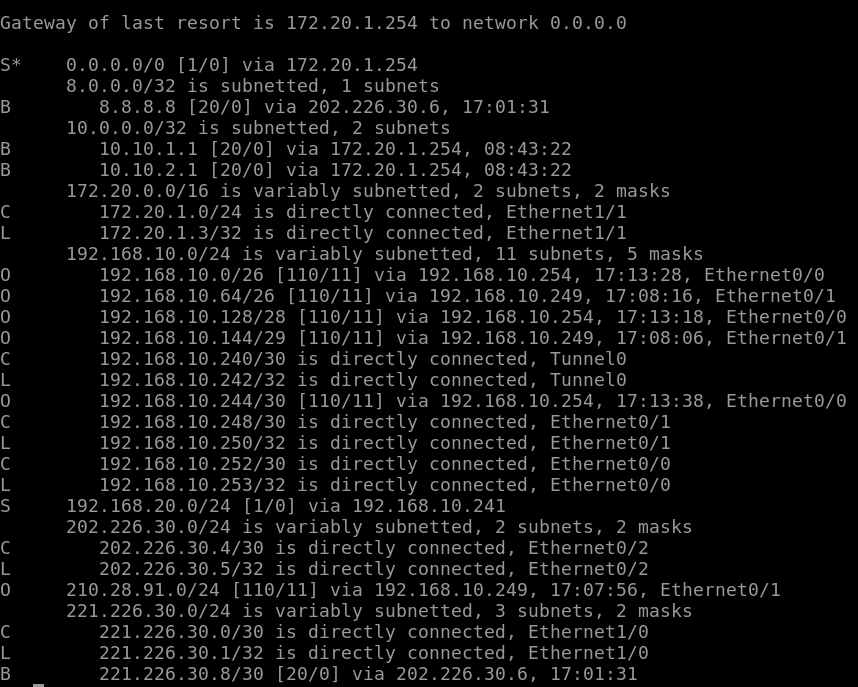 Gateway of last resort is 172.20.1.254 to network 0.0.0.0
S*    0.0.0.0/0 [1/0] via 172.20.1.254
      8.0.0.0/32 is subnetted, 1 subnets
B        8.8.8.8 [20/0] via 202.226.30.6, 17:01:31
      10.0.0.0/32 is subnetted, 2 subnets
B        10.10.1.1 [20/0] via 172.20.1.254, 08:43:22
B        10.10.2.1 [20/0] via 172.20.1.254, 08:43:22
      172.20.0.0/16 is variably subnetted, 2 subnets, 2 masks
C        172.20.1.0/24 is directly connected, Ethernet1/1
L        172.20.1.3/32 is directly connected, Ethernet1/1
      192.168.10.0/24 is variably subnetted, 11 subnets, 5 masks
O        192.168.10.0/26 [110/11] via 192.168.10.254, 17:13:28, Ethernet0/0
O        192.168.10.64/26 [110/11] via 192.168.10.249, 17:08:16, Ethernet0/1
O        192.168.10.128/28 [110/11] via 192.168.10.254, 17:13:18, Ethernet0/0
O        192.168.10.144/29 [110/11] via 192.168.10.249, 17:08:06, Ethernet0/1
C        192.168.10.240/30 is directly connected, Tunnel0
L        192.168.10.242/32 is directly connected, Tunnel0
O        192.168.10.244/30 [110/11] via 192.168.10.254, 17:13:38, Ethernet0/0
C        192.168.10.248/30 is directly connected, Ethernet0/1
L        192.168.10.250/32 is directly connected, Ethernet0/1
C        192.168.10.252/30 is directly connected, Ethernet0/0
L        192.168.10.253/32 is directly connected, Ethernet0/0
S     192.168.20.0/24 [1/0] via 192.168.10.241
      202.226.30.0/24 is variably subnetted, 2 subnets, 2 masks
C        202.226.30.4/30 is directly connected, Ethernet0/2
L        202.226.30.5/32 is directly connected, Ethernet0/2
O     210.28.91.0/24 [110/11] via 192.168.10.249, 17:07:56, Ethernet0/1
      221.226.30.0/24 is variably subnetted, 3 subnets, 2 masks
C        221.226.30.0/30 is directly connected, Ethernet1/0
L        221.226.30.1/32 is directly connected, Ethernet1/0
B        221.226.30.8/30 [20/0] via 202.226.30.6, 17:01:31